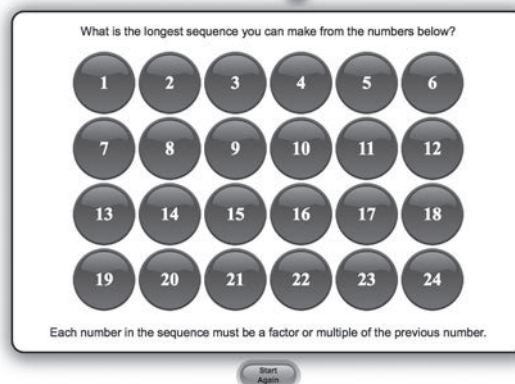 What is the longest sequence you can make from the numbers below?
1 2 3 4 5 6
7 8 9 10 11 12
13 14 15 16 17 18
19 20 21 22 23 24
Each number in the sequence must be a factor or multiple of the previous number.
Start
Again